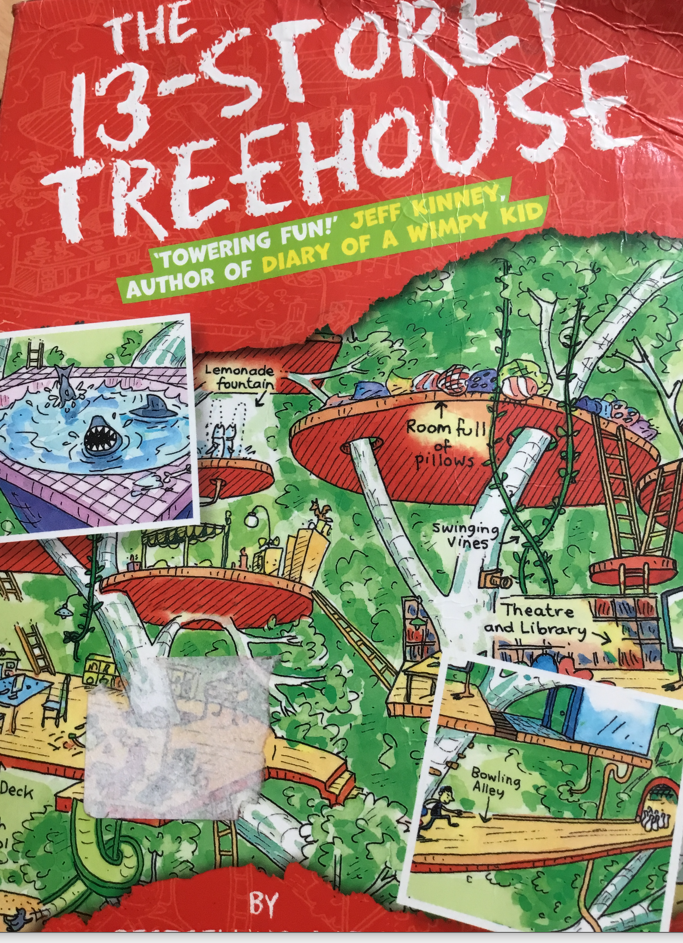 THE
13-STOREY
TREEHOUSE
'TOWERING FUN!' JEFF KINNEY,
AUTHOR OF DIARY OF A WIMPY KID
Lemonade
fountain
Room full
of
pillows
swinging
vines
Theatre
and Library
Bowling
Alley
Deck
BY